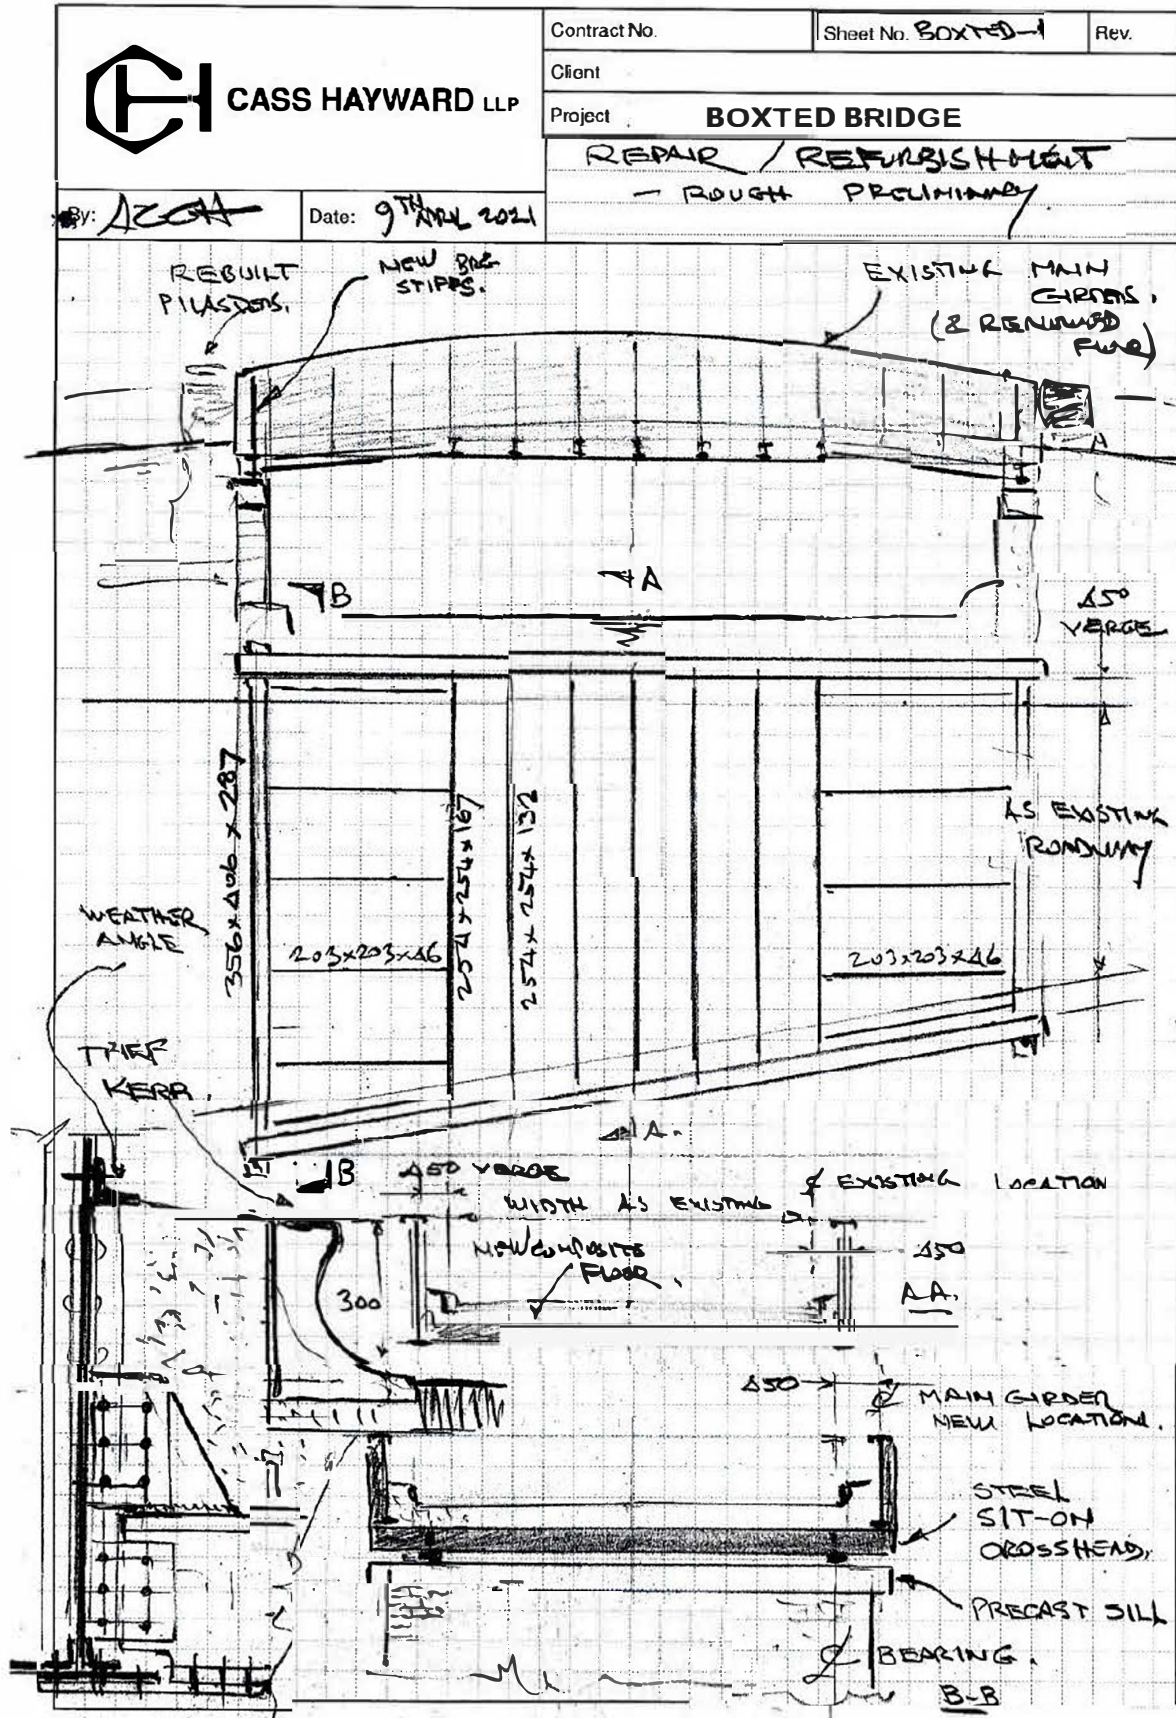 Contract No.
Sheet No. BOXTED-1
Rev.
Client
CASS HAYWARD LLP
Project
BOXTED BRIDGE
REPAIR / REFURBISHMENT
- ROUGH PRELIMINARY
By:
Date: 9TH APRIL 2021
REBUILT
PILASTERS.
NEW BRG
STIFFS.
EXISTING MAIN
GIRDERS.
(& RENEWED
FLOOR)
B
A
450
VERGE
356x406x287
254x254x167
254x254x132
AS EXISTING
ROADWAY
WEATHER
ANGLE
203x203x46
203x203x46
TRIEF
KERB.
A.
B
450 VERGE
WIDTH AS EXISTING
EXISTING LOCATION
NEW COMPOSITE
FLOOR.
450
A-A.
300
450
MAIN GIRDER
NEW LOCATION.
STEEL
SIT-ON
CROSSHEAD.
PRECAST SILL
BEARING.
B-B